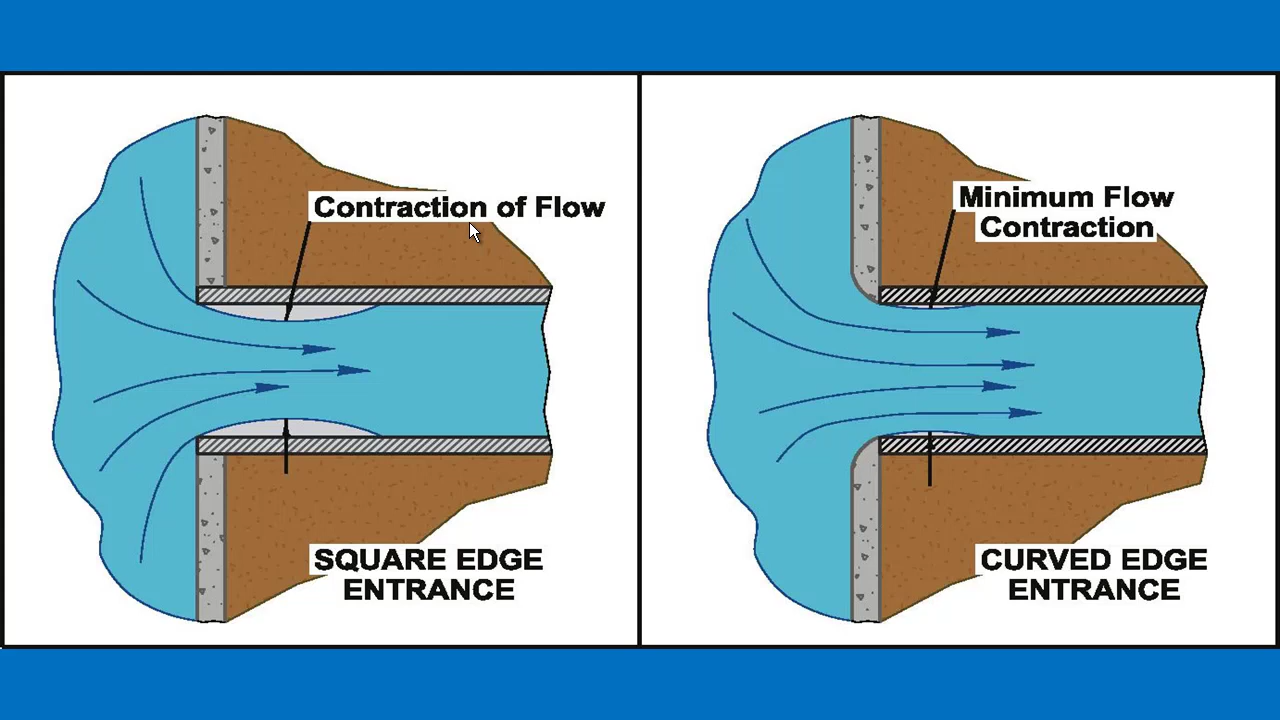 Contraction of Flow
SQUARE EDGE
ENTRANCE
Minimum Flow
Contraction
CURVED EDGE
ENTRANCE